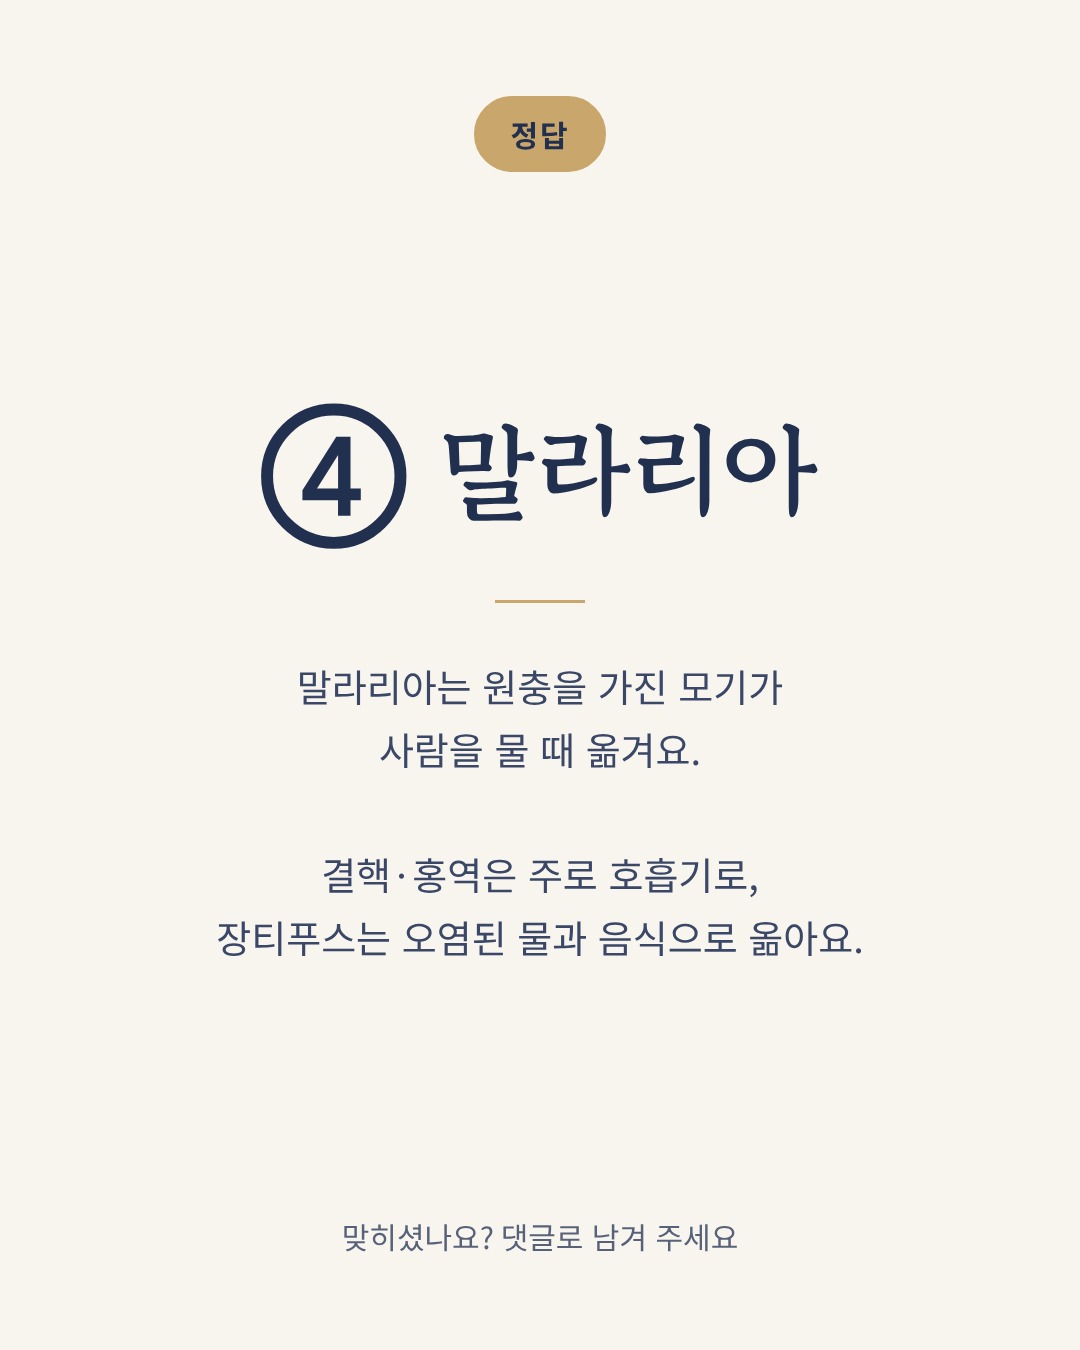 정답
④ 말라리아
말라리아는 원충을 가진 모기가
사람을 물 때 옮겨요.
결핵·홍역은 주로 호흡기로,
장티푸스는 오염된 물과 음식으로 옮아요.
맞히셨나요? 댓글로 남겨 주세요